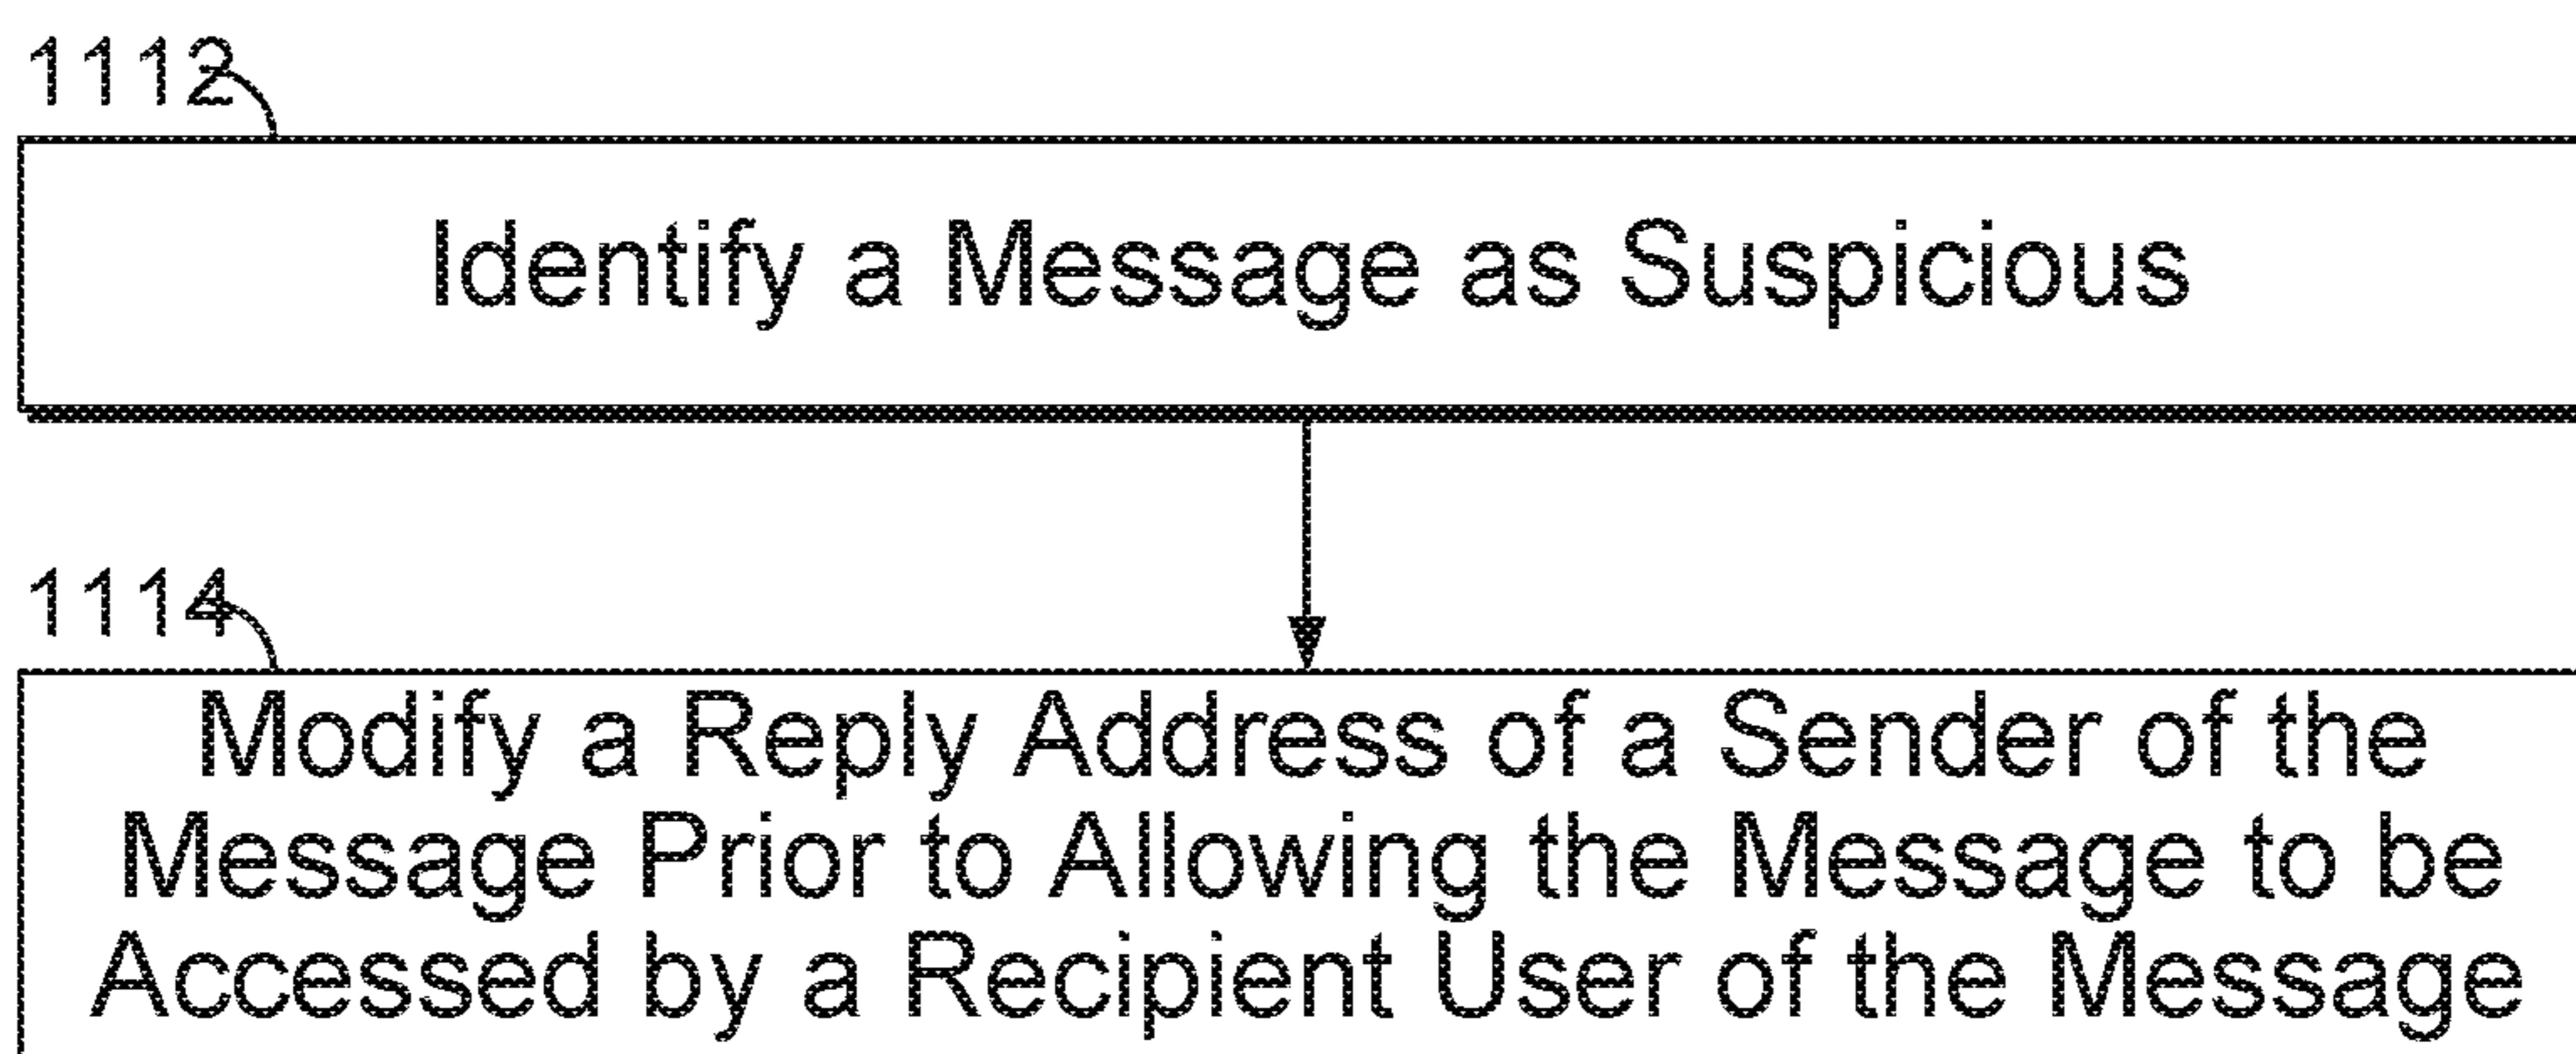 1112
Identify a Message as Suspicious
1114
Modify a Reply Address of a Sender of the
Message Prior to Allowing the Message to be
Accessed by a Recipient User of the Message